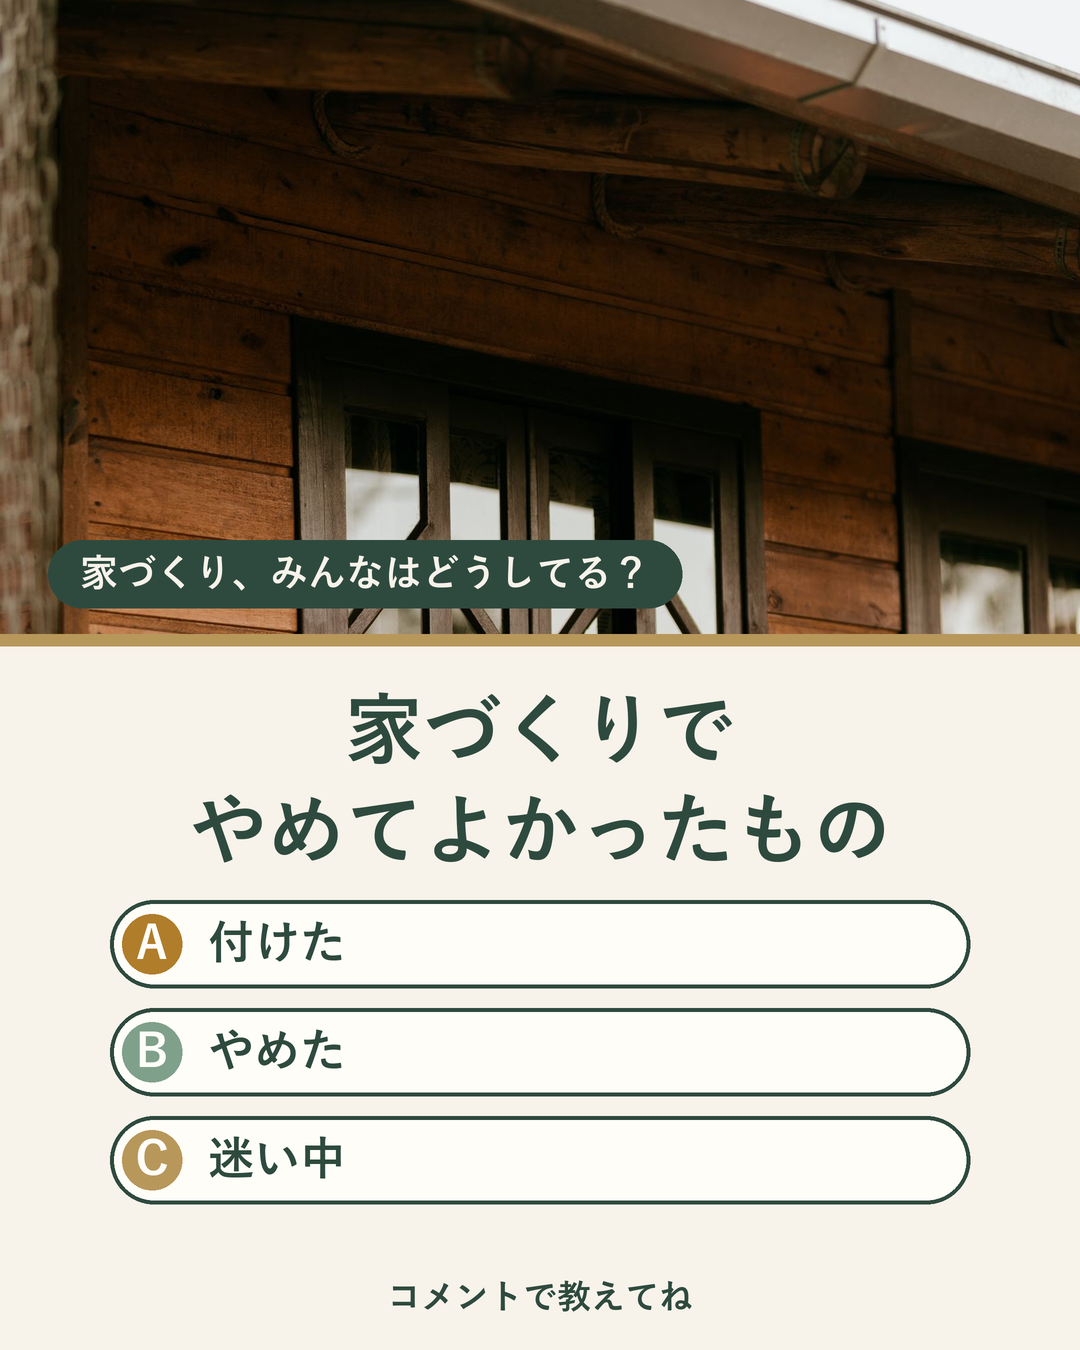 家づくり、みんなはどうしてる？
家づくりで
やめてよかったもの
A 付けた
B やめた
C 迷い中
コメントで教えてね